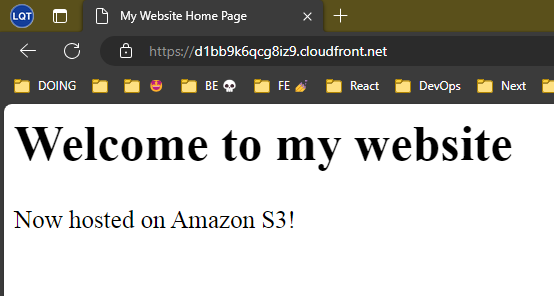 LQT
My Website Home Page
https://d1bb9k6qcg8iz9.cloudfront.net
DOING 🤩 BE 💀 FE 💅 React DevOps Next
Welcome to my website
Now hosted on Amazon S3!